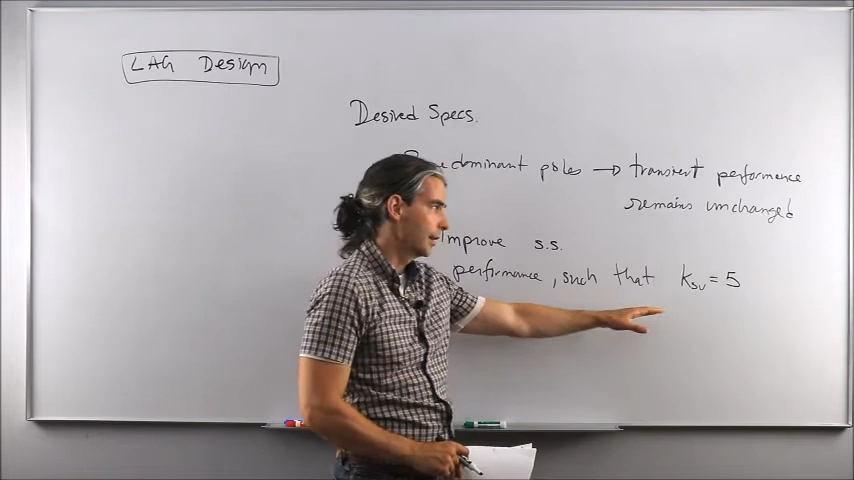 LAG Design
Desired Specs.
dominant poles → transient performance
remains unchanged
Improve s.s.
performance, such that Ksv = 5